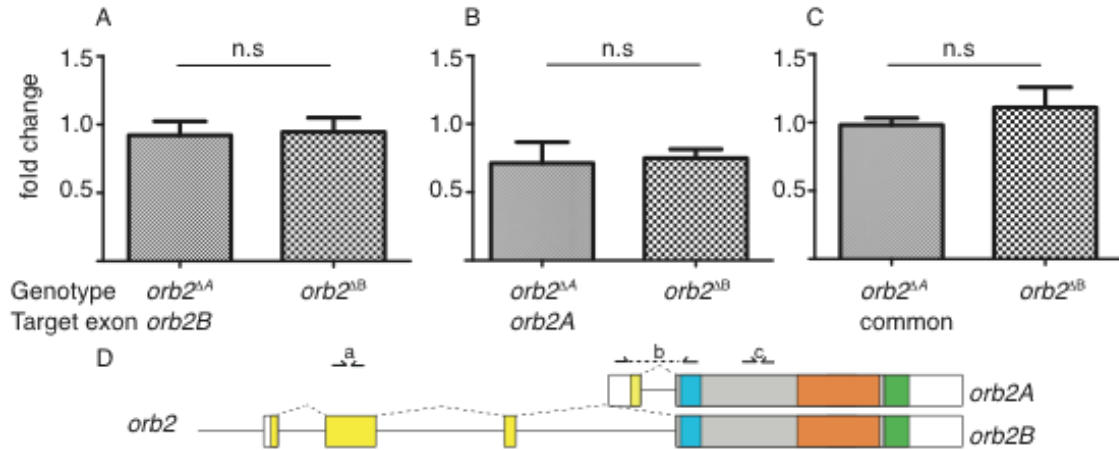 A B C
n.s n.s n.s
fold change
1.5 1.5 1.5
1.0 1.0 1.0
0.5 0.5 0.5
Genotype orb2ΔA orb2ΔB orb2ΔA orb2ΔB orb2ΔA orb2ΔB
Target exon orb2B orb2A common
D a b c
orb2A
orb2 orb2B